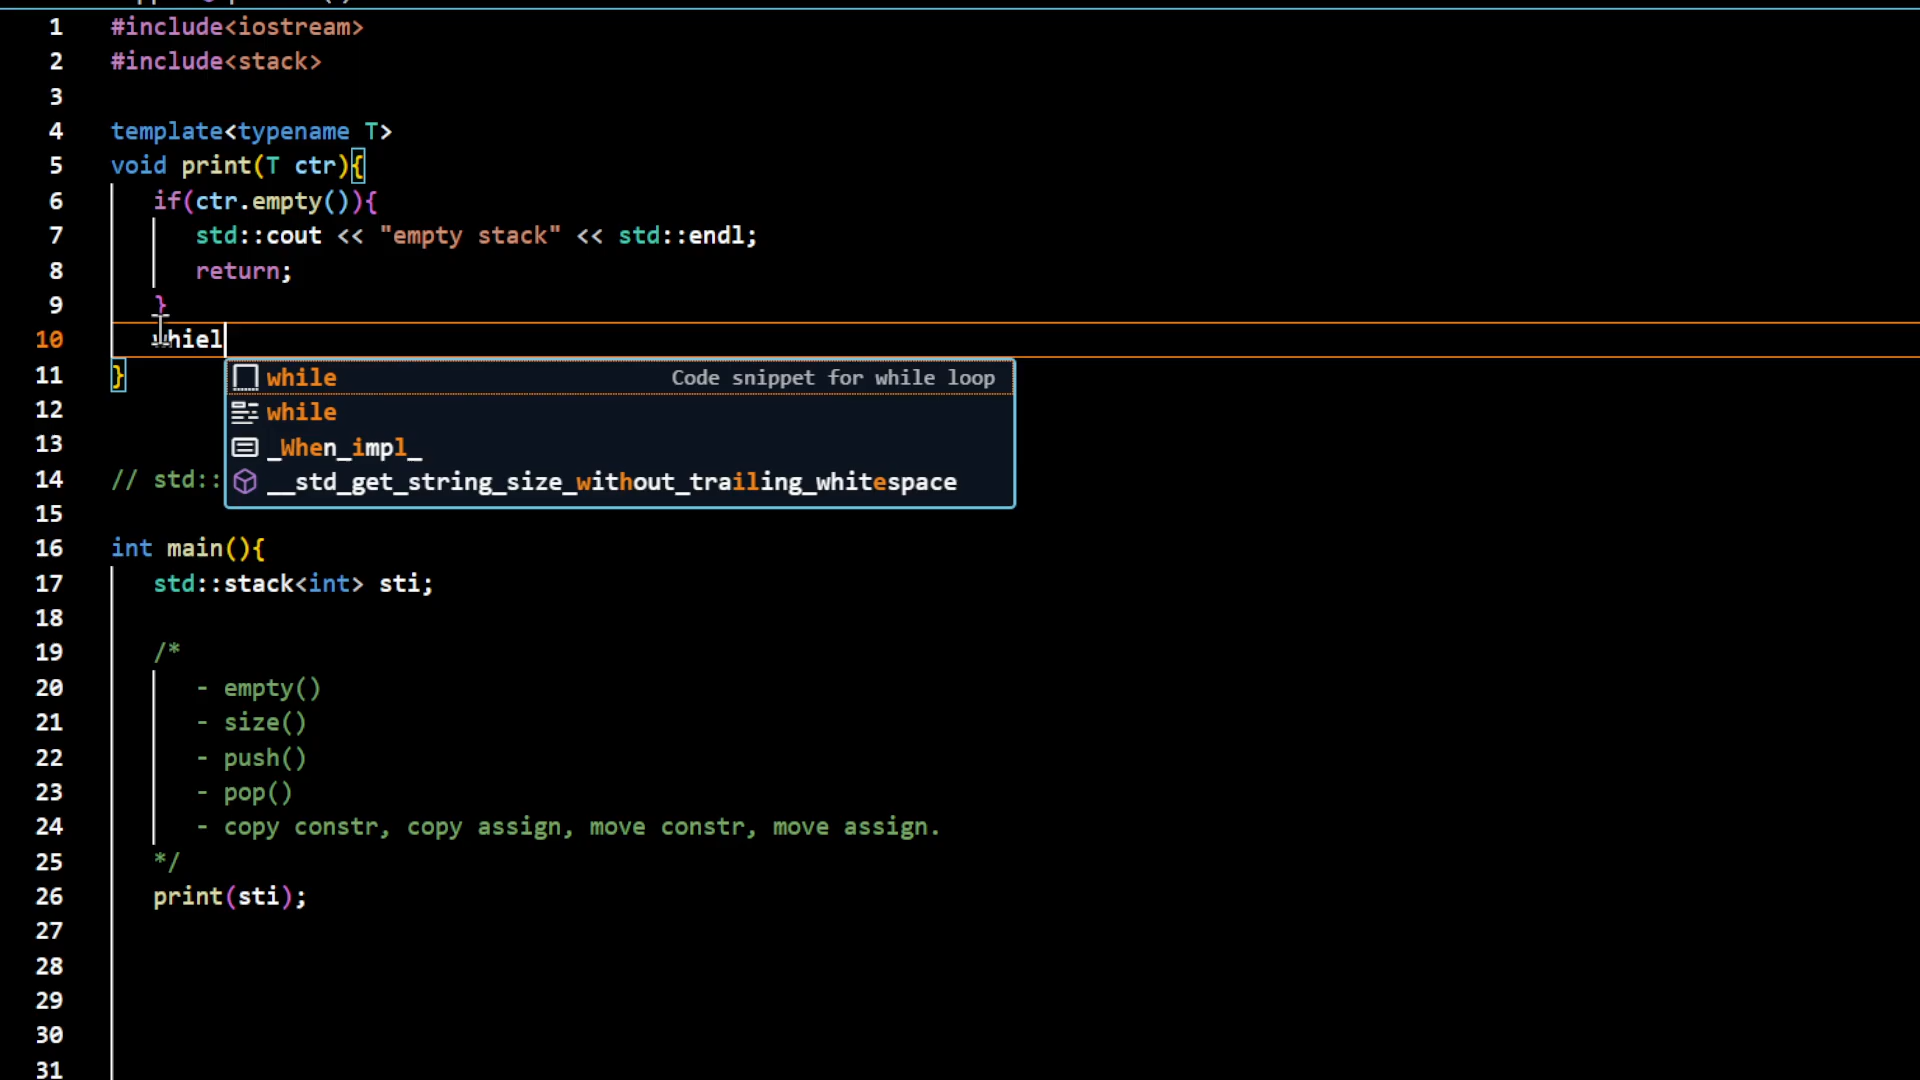 1 #include<iostream>
2 #include<stack>
3
4 template<typename T>
5 void print(T ctr){
6 if(ctr.empty()){
7 std::cout << "empty stack" << std::endl;
8 return;
9 }
10 whiel
11 }
while Code snippet for while loop
12
while
13
_When_impl_
14 // std::
__std_get_string_size_without_trailing_whitespace
15
16 int main(){
17 std::stack<int> sti;
18
19 /*
20 - empty()
21 - size()
22 - push()
23 - pop()
24 - copy constr, copy assign, move constr, move assign.
25 */
26 print(sti);
27
28
29
30
31